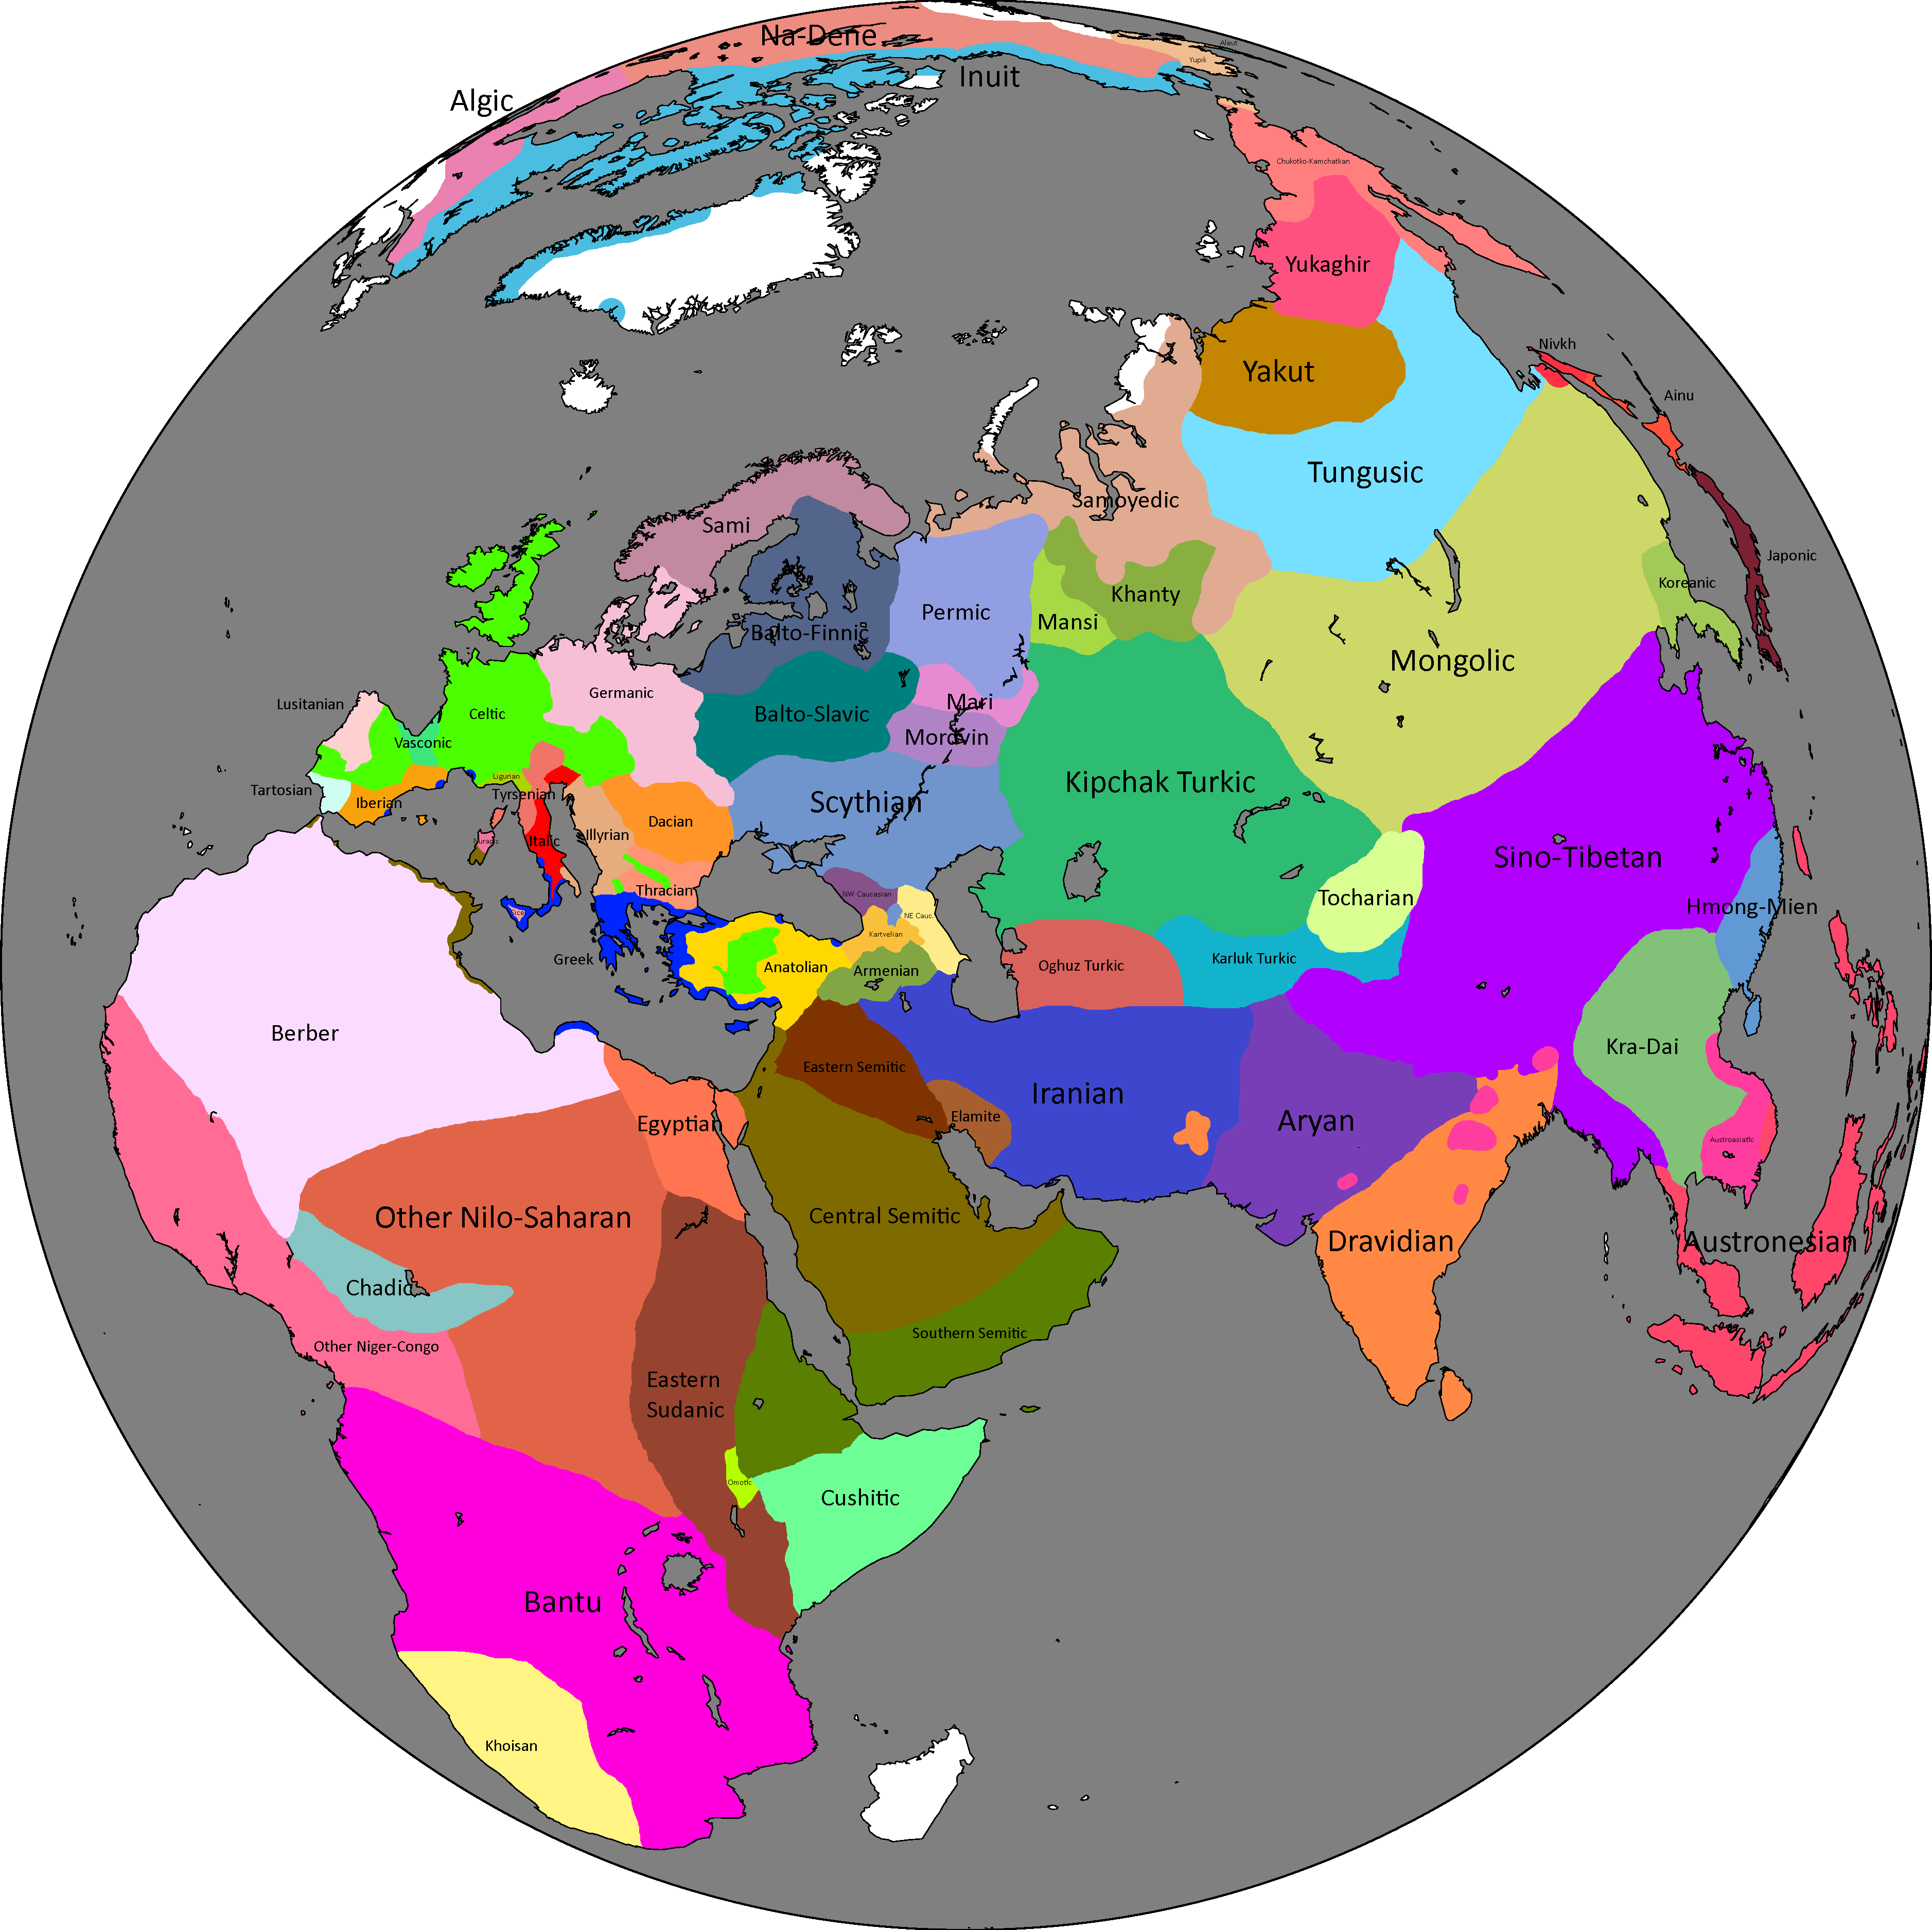 Na-Dene
Aleut
Yupik
Inuit
Algic
Chukotko-Kamchatkan
Yukaghir
Nivkh
Yakut
Ainu
Tungusic
Samoyedic
Sami
Japonic
Koreanic
Khanty
Permic
Mansi
Balto-Finnic
Mongolic
Germanic
Mari
Lusitanian
Celtic
Balto-Slavic
Mordvin
Vasconic
Ligurian
Kipchak Turkic
Tartosian
Tyrsenian
Iberian
Scythian
Dacian
Illyrian
Nuragic
Italic
Sino-Tibetan
Thracian
NW Caucasian
Tocharian
Hmong-Mien
Sicel
NE Cauc.
Kartvelian
Greek
Anatolian
Armenian
Oghuz Turkic
Karluk Turkic
Berber
Kra-Dai
Eastern Semitic
Iranian
Elamite
Egyptian
Aryan
Austroasiatic
Other Nilo-Saharan
Central Semitic
Dravidian
Austronesian
Chadic
Southern Semitic
Other Niger-Congo
Eastern
Sudanic
Omotic
Cushitic
Bantu
Khoisan